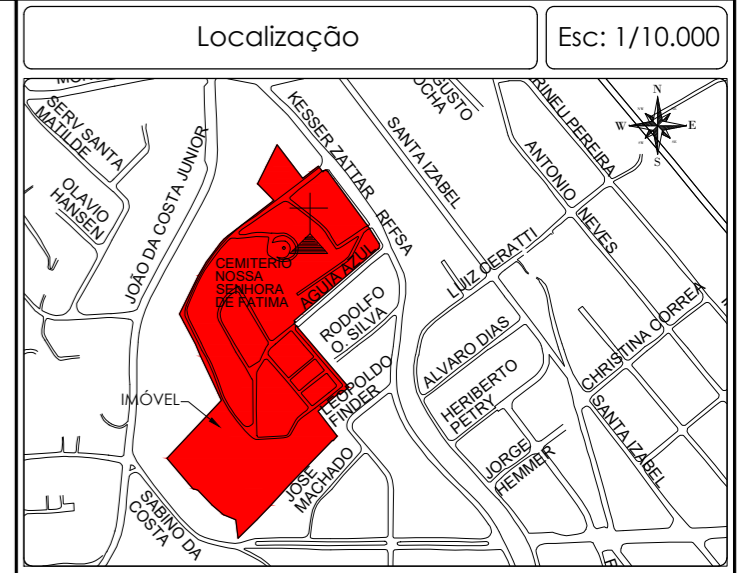 Localização
Esc: 1/10.000
SERV SANTA
MATILDE
OLAVIO
HANSEN
JOÃO DA COSTA JUNIOR
KESSER ZATTAR
RFFSA
SANTA IZABEL
ANTONIO NEVES
LUIZ CERATTI
CEMITERIO
NOSSA
SENHORA
DE FATIMA
AGUIA AZUL
RODOLFO
O. SILVA
ALVARO DIAS
HERIBERTO
PETRY
CHRISTINA CORREA
SANTA IZABEL
JORGE
HEMMER
LEOPOLDO
FINDER
JOSE
MACHADO
IMÓVEL
SABINO DA
COSTA
N
W
E
S